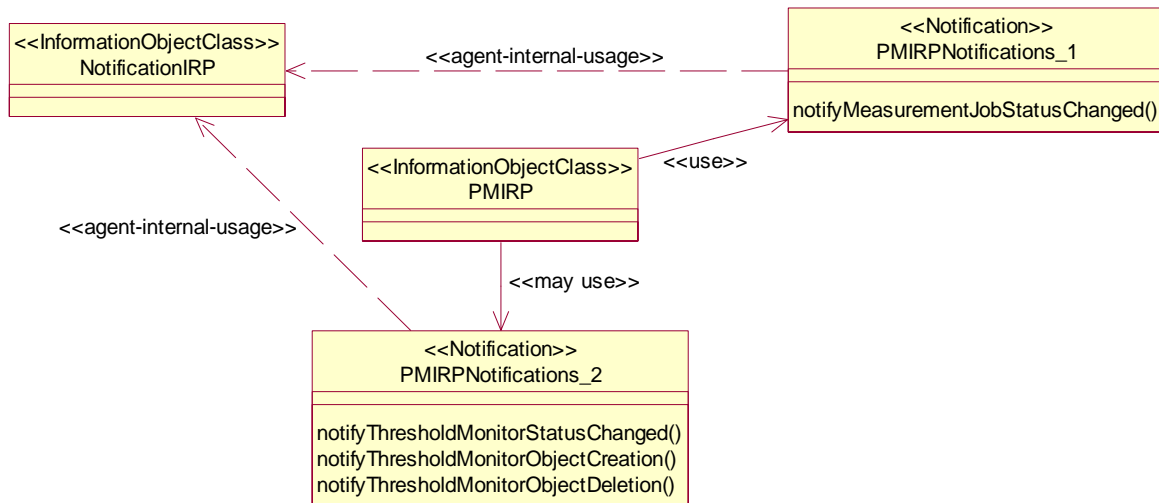 <<InformationObjectClass>>
NotificationIRP
<<agent-internal-usage>>
<<Notification>>
PMIRPNotifications_1
notifyMeasurementJobStatusChanged()
<<InformationObjectClass>>
PMIRP
<<use>>
<<agent-internal-usage>>
<<may use>>
<<Notification>>
PMIRPNotifications_2
notifyThresholdMonitorStatusChanged()
notifyThresholdMonitorObjectCreation()
notifyThresholdMonitorObjectDeletion()